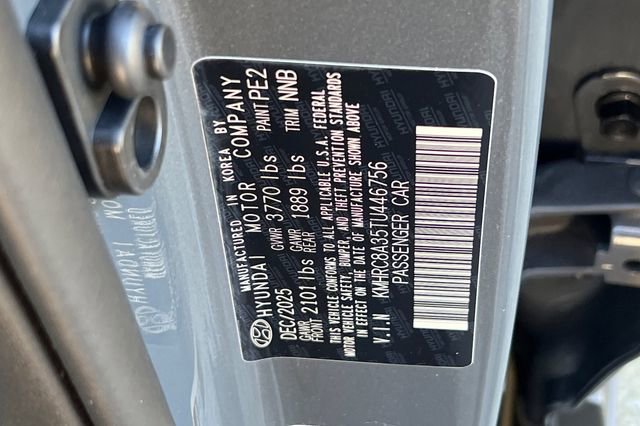 MANUFACTURED IN KOREA BY
HYUNDAI MOTOR COMPANY
DEC/2025 GVWR 3770 lbs PAINT PE2
GAWR FRONT 2101 lbs GAWR REAR 1889 lbs TRIM NNB
THIS VEHICLE CONFORMS TO ALL APPLICABLE U.S.A. FEDERAL
MOTOR VEHICLE SAFETY, BUMPER, AND THEFT PREVENTION STANDARDS
IN EFFECT ON THE DATE OF MANUFACTURE SHOWN ABOVE
V.I.N KMHRC8A35TU446756
PASSENGER CAR